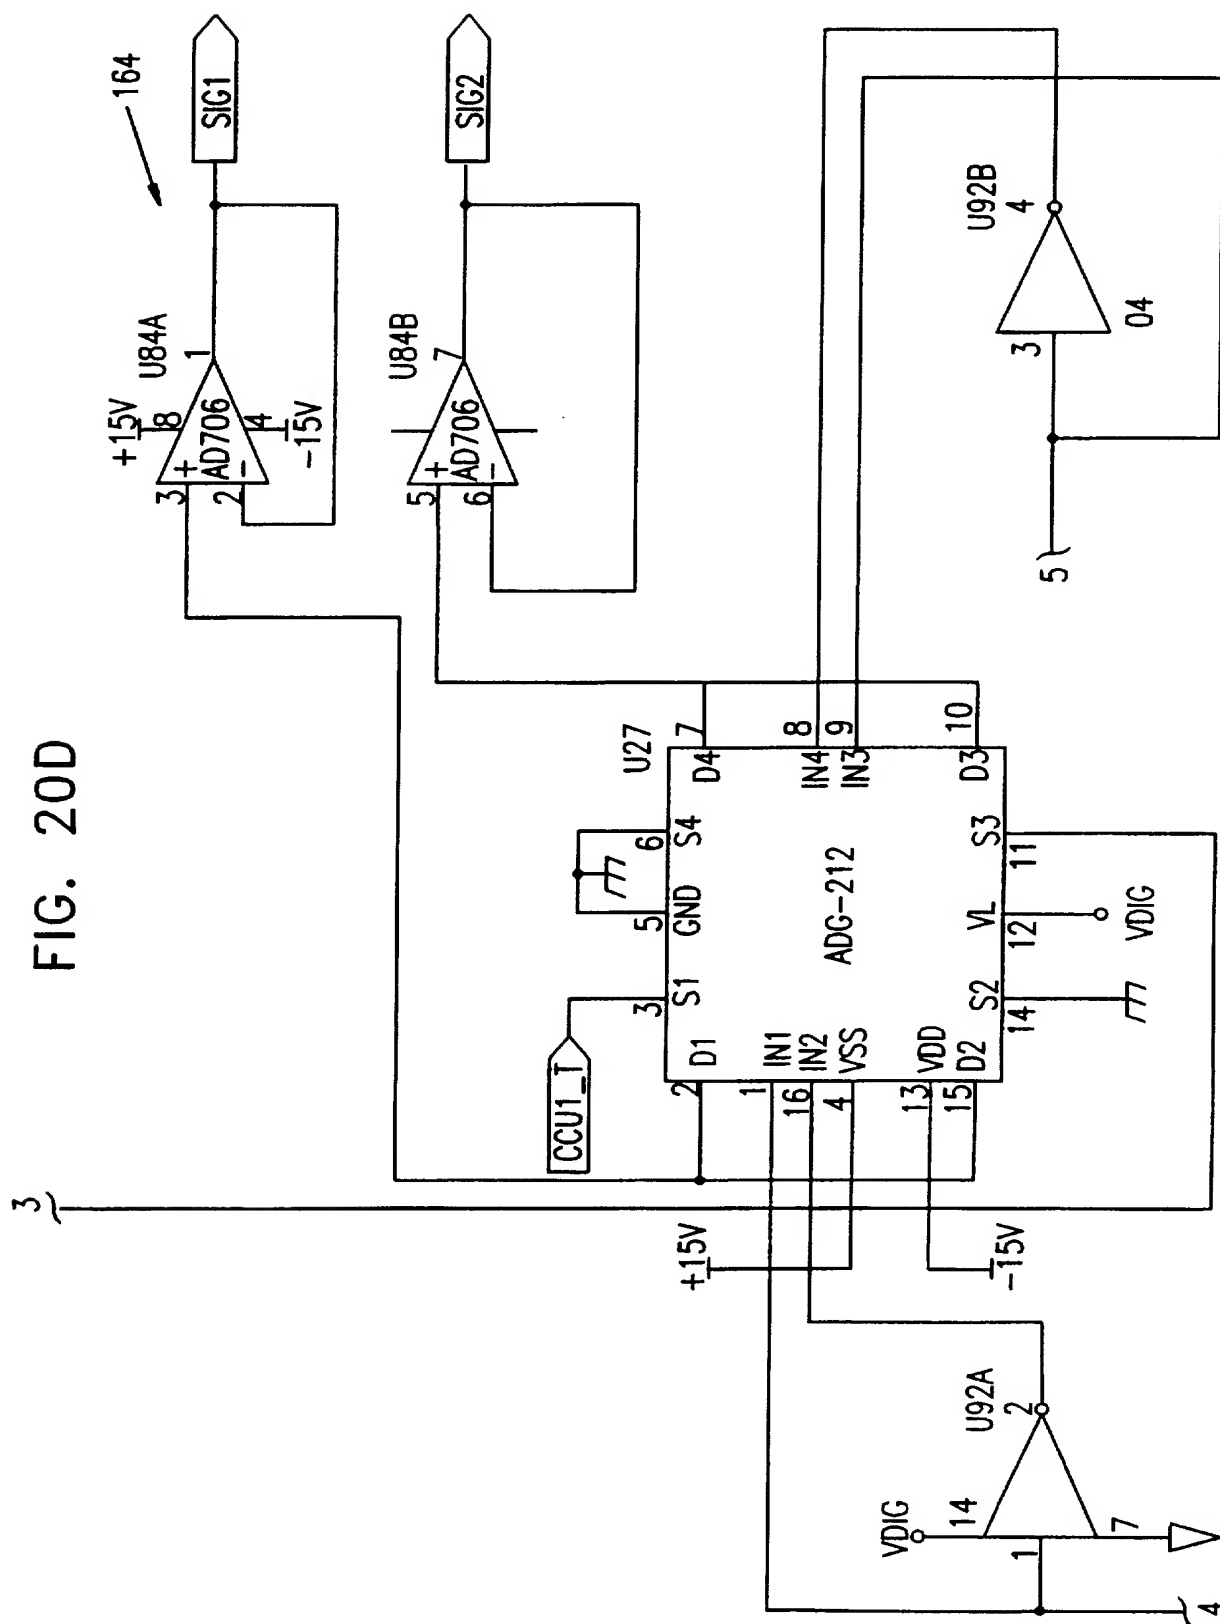 FIG. 20D
164
SIG1
SIG2
U84A
+15V
8
1
3
+
AD706
2
-
4
-15V
U84B
7
5
+
AD706
6
-
3
CCU1_T
U27
ADG-212
3
S1
5
GND
6
S4
2
D1
7
D4
1
IN1
16
IN2
4
VSS
13
VDD
15
D2
8
IN4
9
IN3
10
D3
14
S2
12
VL
11
S3
VDIG
+15V
-15V
U92A
VDIG
14
2
1
7
4
U92B
4
3
04
5